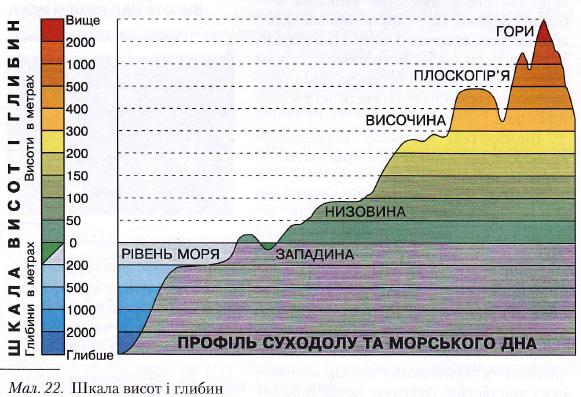 ШКАЛА ВИСОТ І ГЛИБИН
Висоти в метрах
Глибини в метрах
Вище
2000
1000
500
400
300
200
150
100
50
0
200
500
1000
2000
Глибше
ГОРИ
ПЛОСКОГІР'Я
ВИСОЧИНА
НИЗОВИНА
РІВЕНЬ МОРЯ
ЗАПАДИНА
ПРОФІЛЬ СУХОДОЛУ ТА МОРСЬКОГО ДНА
Мал. 22. Шкала висот і глибин